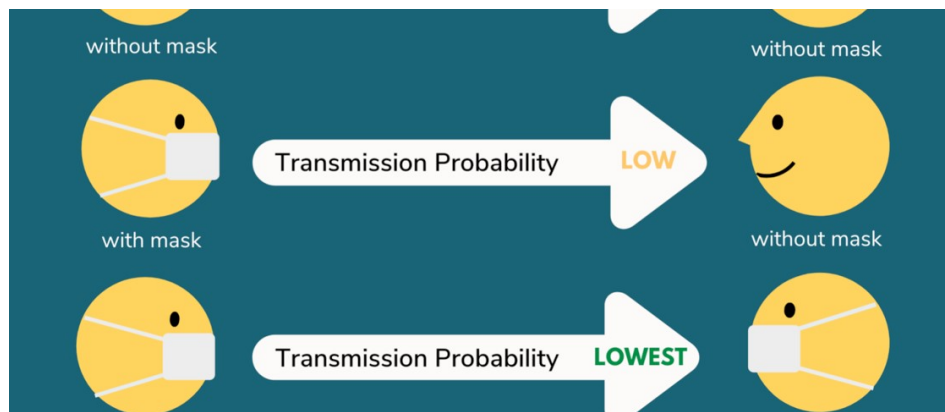 without mask
without mask
Transmission Probability LOW
with mask
without mask
Transmission Probability LOWEST